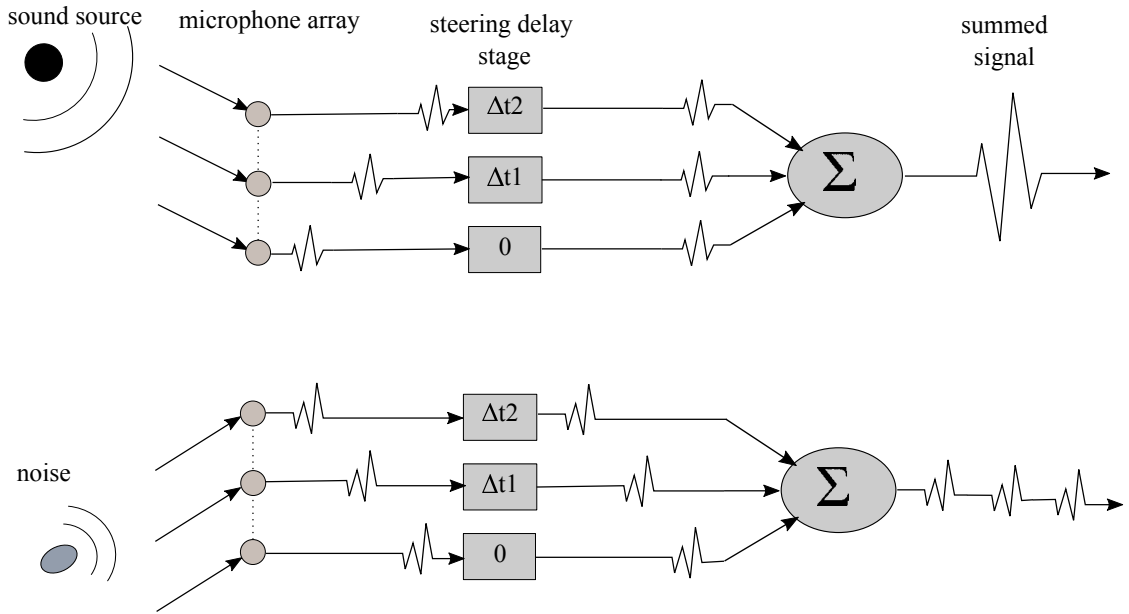 sound source
microphone array
steering delay
stage
summed
signal
Δt2
Δt1
0
Σ
noise
Δt2
Δt1
0
Σ